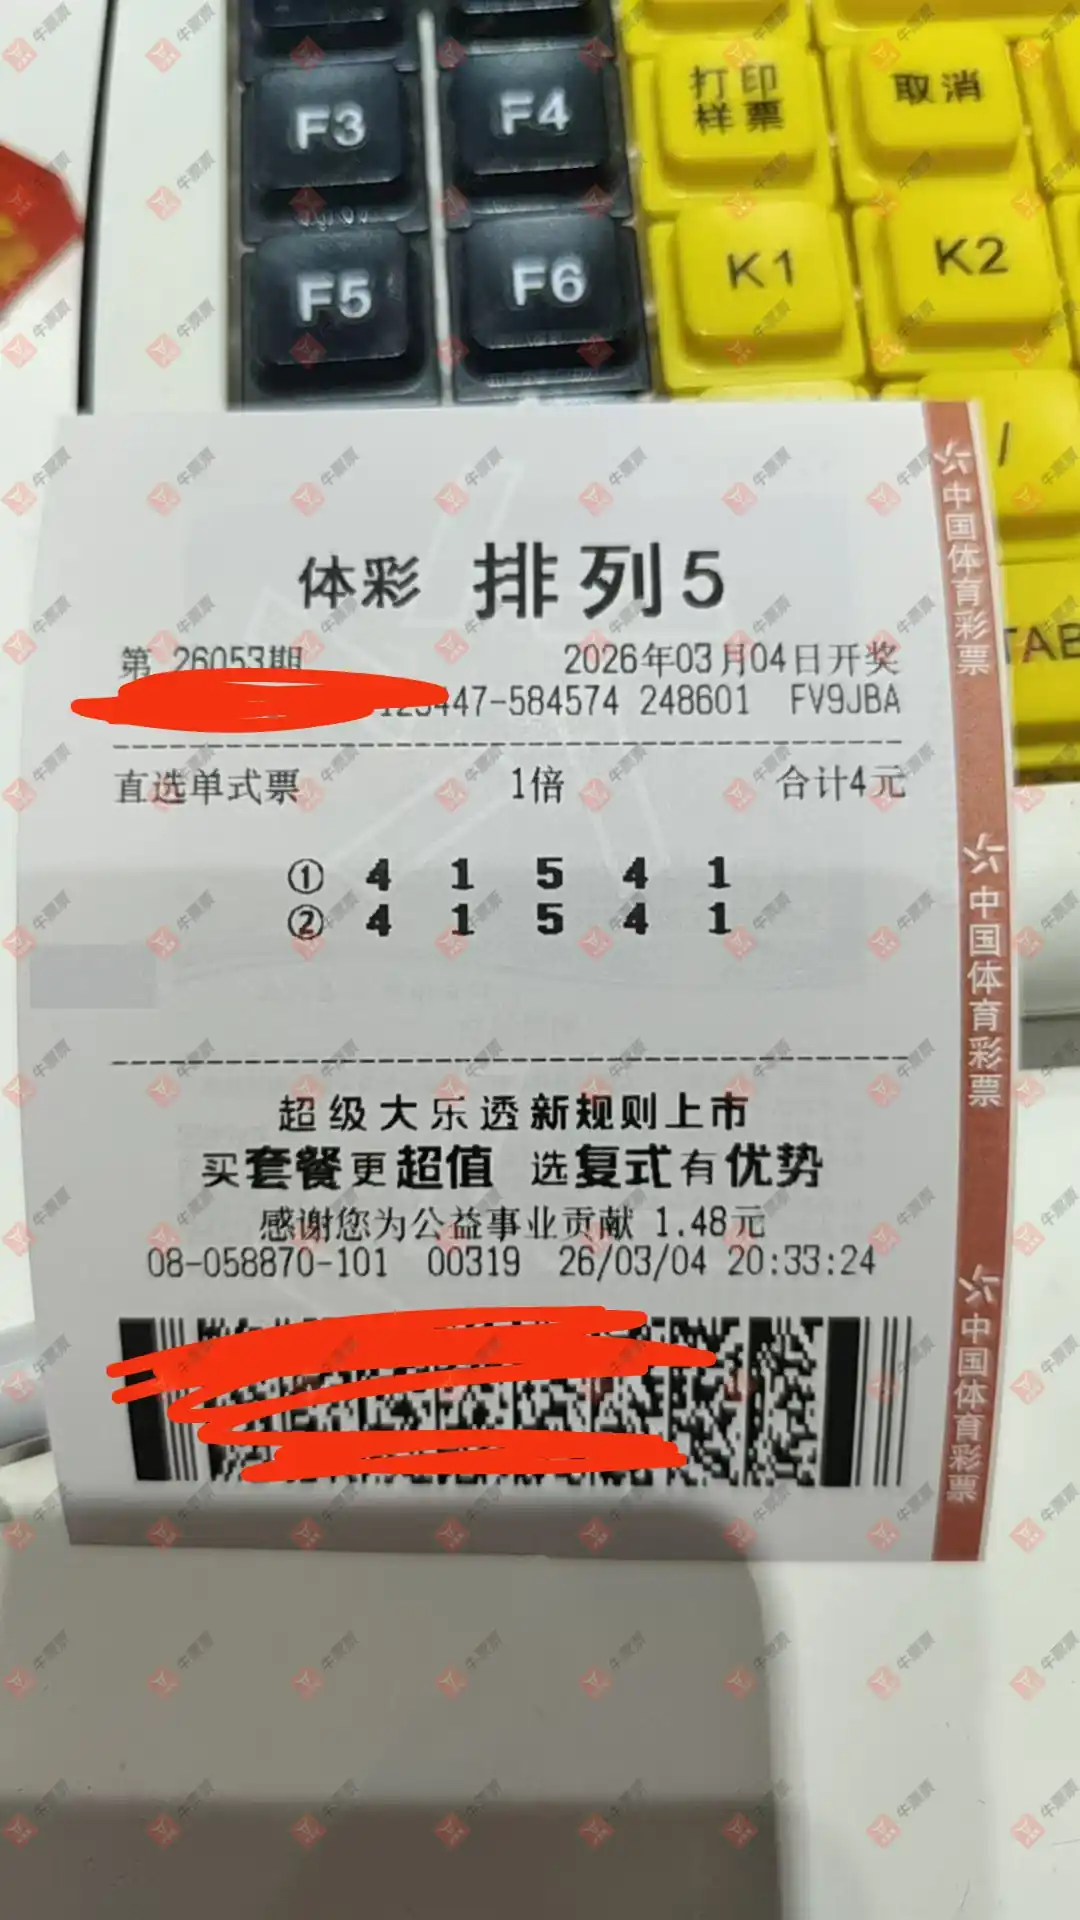 F3
F4
打印
样票
取消
F5
F6
K1
K2
/
TAB
体彩 排列5
第 26053期 2026年03月04日开奖
447-584574 248601 FV9JBA
直选单式票 1倍 合计4元
① 4 1 5 4 1
② 4 1 5 4 1
超级大乐透新规则上市
买套餐更超值 选复式有优势
感谢您为公益事业贡献 1.48元
08-058870-101 00319 26/03/04 20:33:24
中国体育彩票
中国体育彩票
中国体育彩票
牛票票